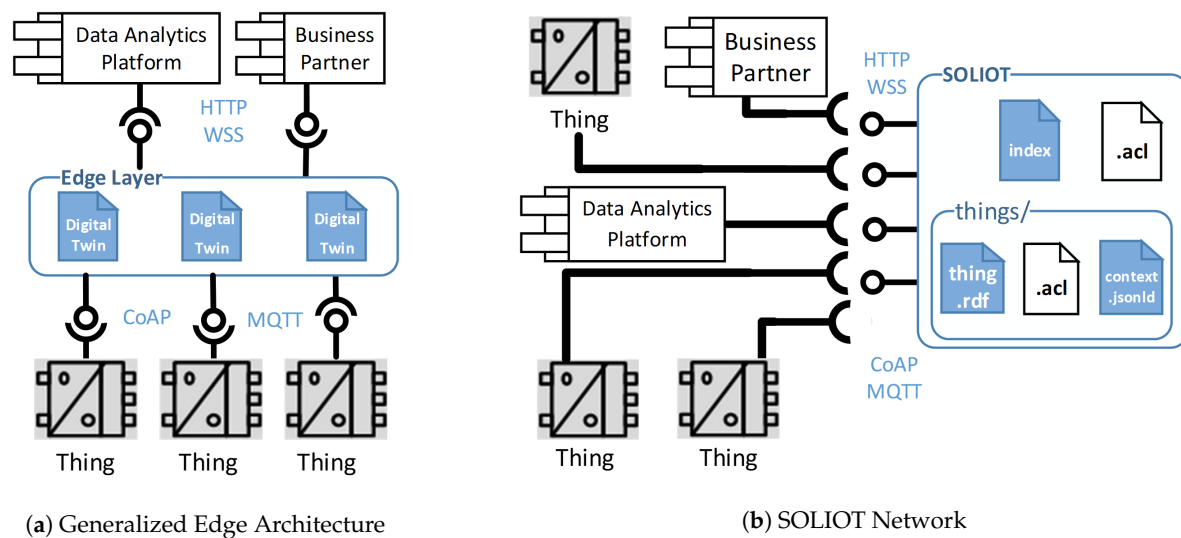 Data Analytics
Platform
Business
Partner
HTTP
WSS
Edge Layer
Digital
Twin
Digital
Twin
Digital
Twin
CoAP
MQTT
Thing
Thing
Thing
(a) Generalized Edge Architecture
Thing
Business
Partner
HTTP
WSS
SOLIOT
index
.acl
Data Analytics
Platform
things/
thing
.rdf
.acl
context
.jsonld
CoAP
MQTT
Thing
Thing
(b) SOLIOT Network